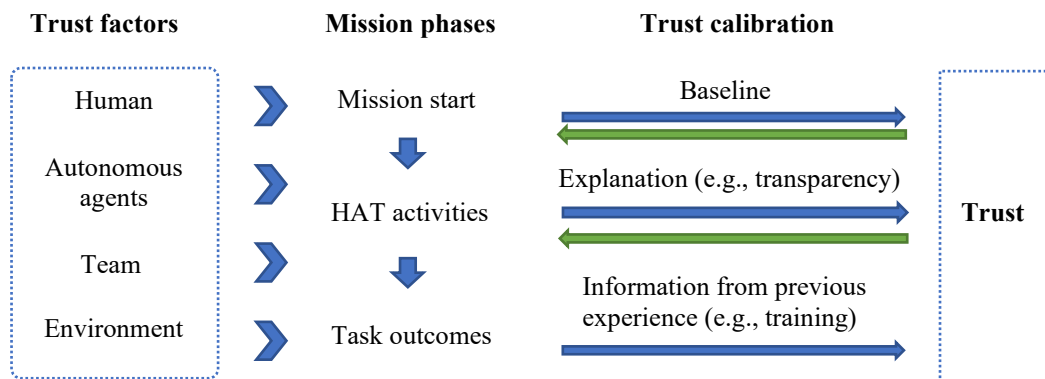 Trust factors
Mission phases
Trust calibration
Human
Mission start
Baseline
Autonomous
agents
Explanation (e.g., transparency)
HAT activities
Trust
Team
Information from previous
experience (e.g., training)
Environment
Task outcomes